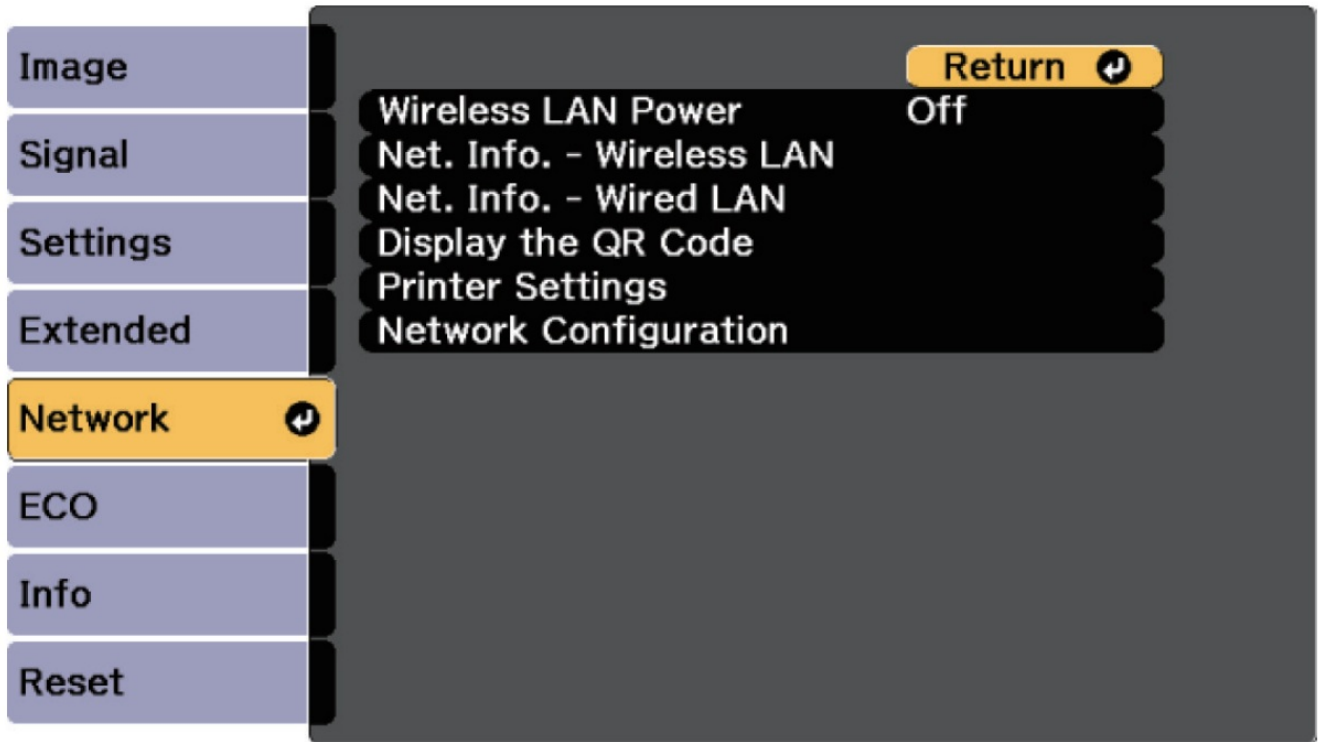 Image
Signal
Settings
Extended
Network
ECO
Info
Reset
Return
Wireless LAN Power Off
Net. Info. - Wireless LAN
Net. Info. - Wired LAN
Display the QR Code
Printer Settings
Network Configuration